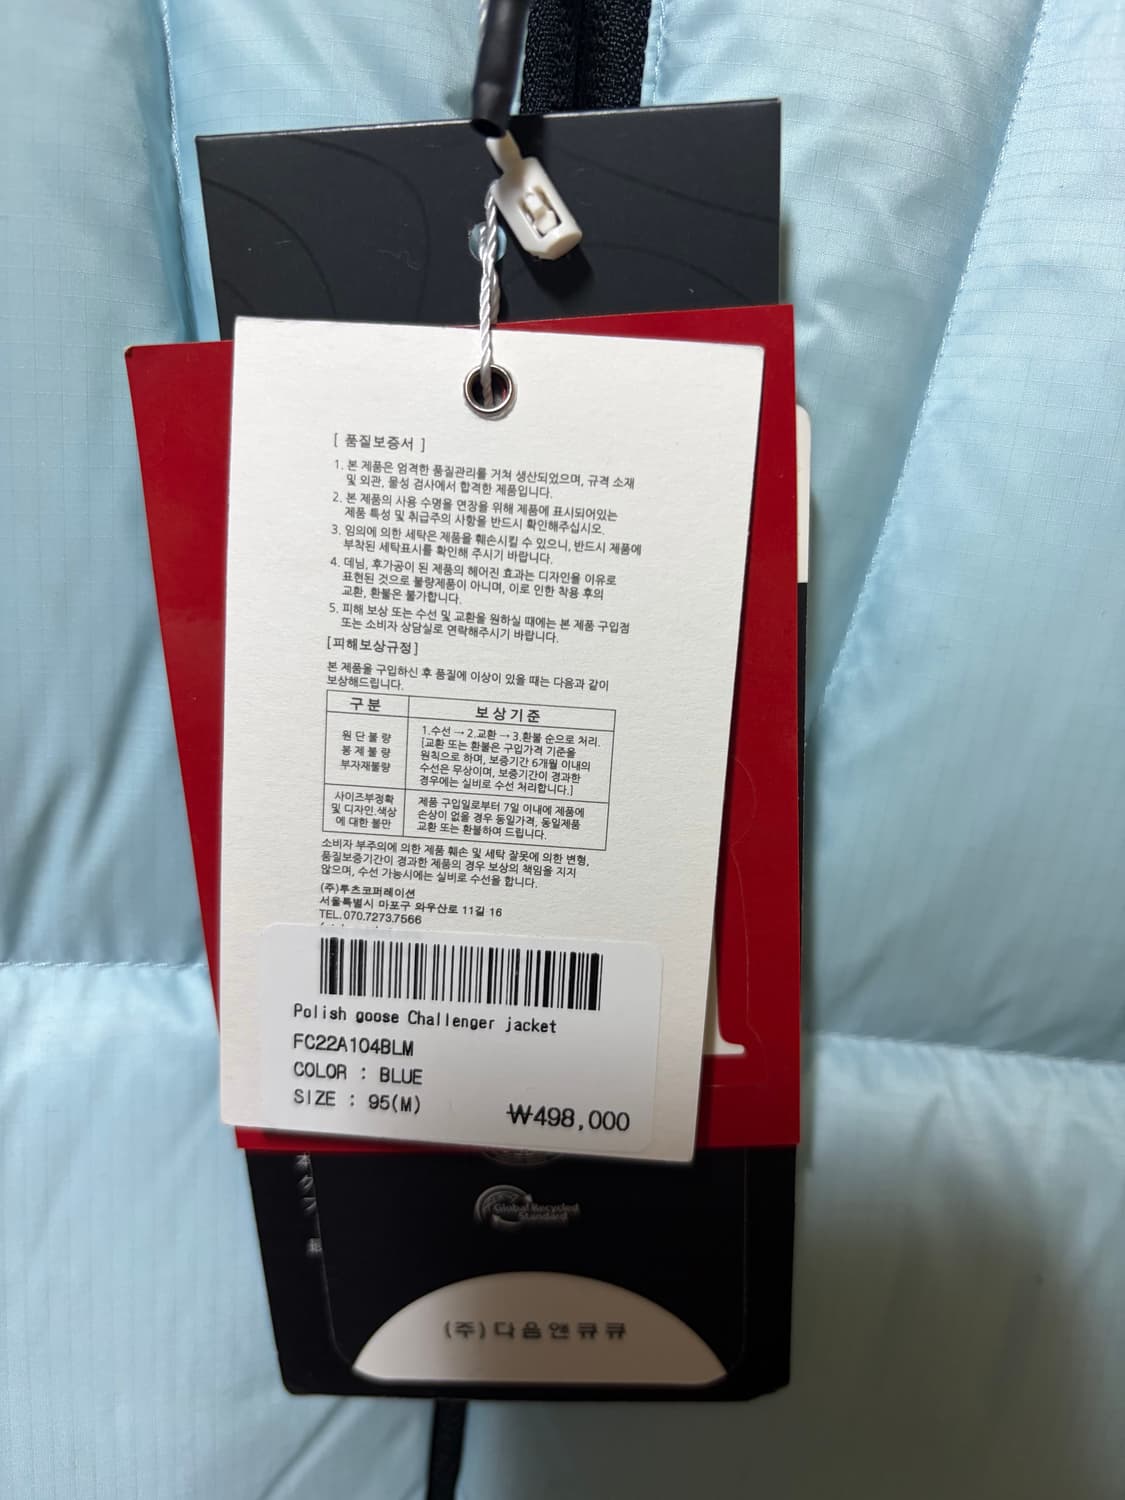 [ 품질보증서 ]
1. 본 제품은 엄격한 품질관리를 거쳐 생산되었으며, 규격 소재
및 외관, 물성 검사에서 합격한 제품입니다.
2. 본 제품의 사용 수명을 연장을 위해 제품에 표시되어있는
제품 특성 및 취급주의 사항을 반드시 확인해주십시오.
3. 임의에 의한 세탁은 제품을 훼손시킬 수 있으니, 반드시 제품에
부착된 세탁표시를 확인해 주시기 바랍니다.
4. 데님, 후가공이 된 제품의 헤어진 효과는 디자인을 이유로
표현된 것으로 불량제품이 아니며, 이로 인한 착용 후의
교환, 환불은 불가합니다.
5. 피해 보상 또는 수선 및 교환을 원하실 때에는 본 제품 구입점
또는 소비자 상담실로 연락해주시기 바랍니다.
[피해보상규정]
본 제품을 구입하신 후 품질에 이상이 있을 때는 다음과 같이
보상해드립니다.
구 분 보 상 기 준
원 단 불 량
봉 제 불 량
부자재불량
1.수선 → 2.교환 → 3.환불 순으로 처리.
[교환 또는 환불은 구입가격 기준을
원칙으로 하며, 보증기간 6개월 이내의
수선은 무상이며, 보증기간이 경과한
경우에는 실비로 수선 처리합니다.]
사이즈부정확
및 디자인.색상
에 대한 불만
제품 구입일로부터 7일 이내에 제품에
손상이 없을 경우 동일가격, 동일제품
교환 또는 환불하여 드립니다.
소비자 부주의에 의한 제품 훼손 및 세탁 잘못에 의한 변형,
품질보증기간이 경과한 제품의 경우 보상의 책임을 지지
않으며, 수선 가능시에는 실비로 수선을 합니다.
(주)투츠코퍼레이션
서울특별시 마포구 와우산로 11길 16
TEL.070.7273.7566
Polish goose Challenger jacket
FC22A104BLM
COLOR : BLUE
SIZE : 95(M)
₩498,000
Global Recycled
Standard
(주)다음앤큐큐